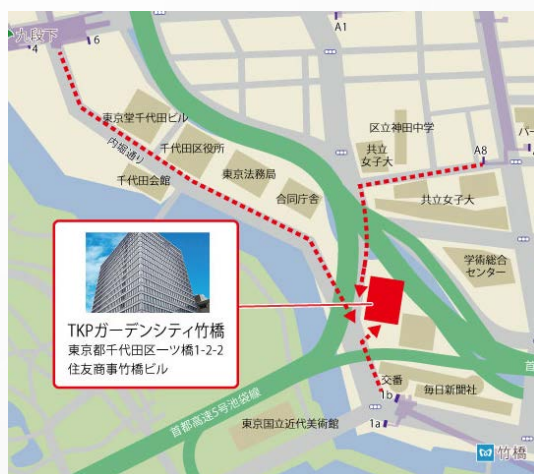 九段下
4
6
A1
東京堂千代田ビル
千代田区役所
内堀通り
千代田会館
東京法務局
合同庁舎
区立神田中学
共立
女子大
A8
共立女子大
学術総合
センター
TKPガーデンシティ竹橋
東京都千代田区一ツ橋1-2-2
住友商事竹橋ビル
首都高速5号池袋線
交番
毎日新聞社
1b
1a
東京国立近代美術館
竹橋